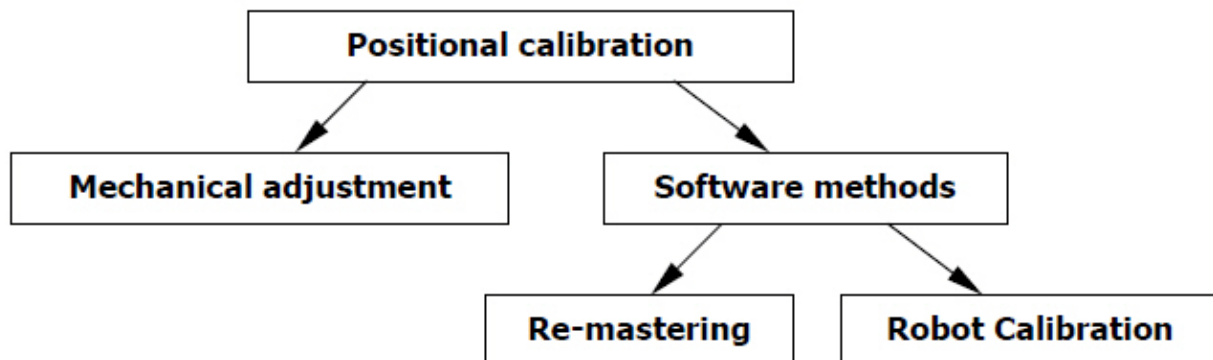 Positional calibration
Mechanical adjustment
Software methods
Re-mastering
Robot Calibration